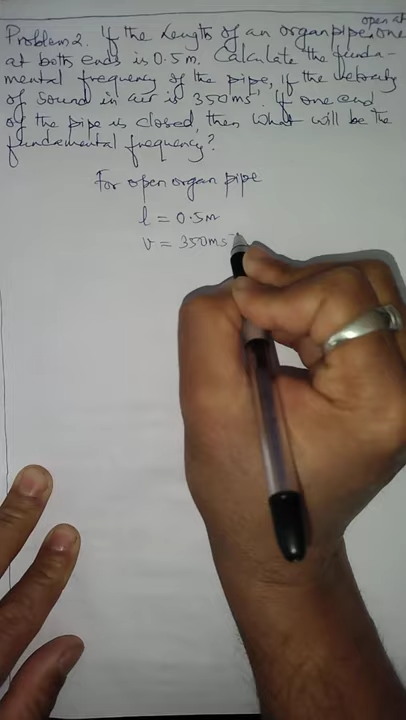 Problem 2. If the Length of an organ pipe, open at one
at both ends is 0.5m. Calculate the funda-
mental frequency of the pipe, if the velocity
of sound in air is 350ms⁻¹. If one end
of the pipe is closed, then what will be the
fundamental frequency?
For open organ pipe
l = 0.5m
v = 350ms⁻